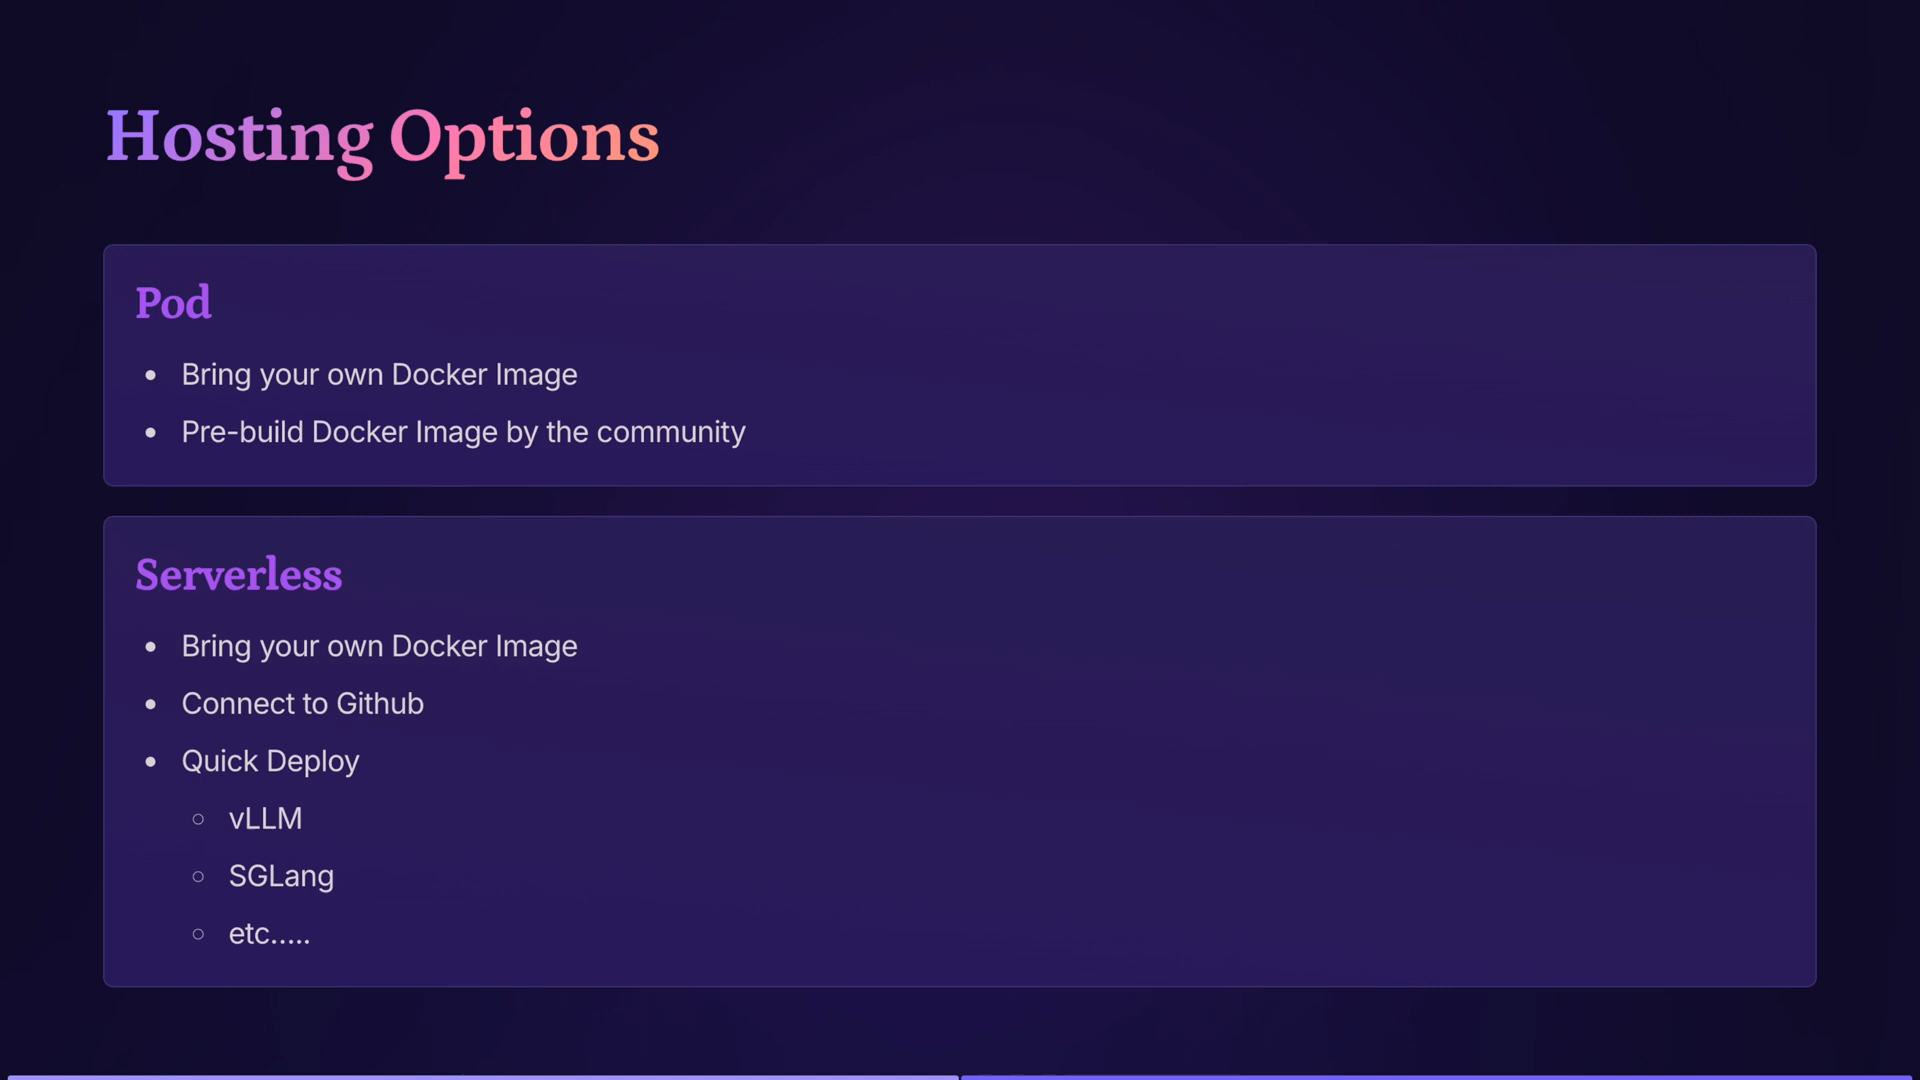 Hosting Options
Pod
• Bring your own Docker Image
• Pre-build Docker Image by the community
Serverless
• Bring your own Docker Image
• Connect to Github
• Quick Deploy
○ vLLM
○ SGLang
○ etc.....